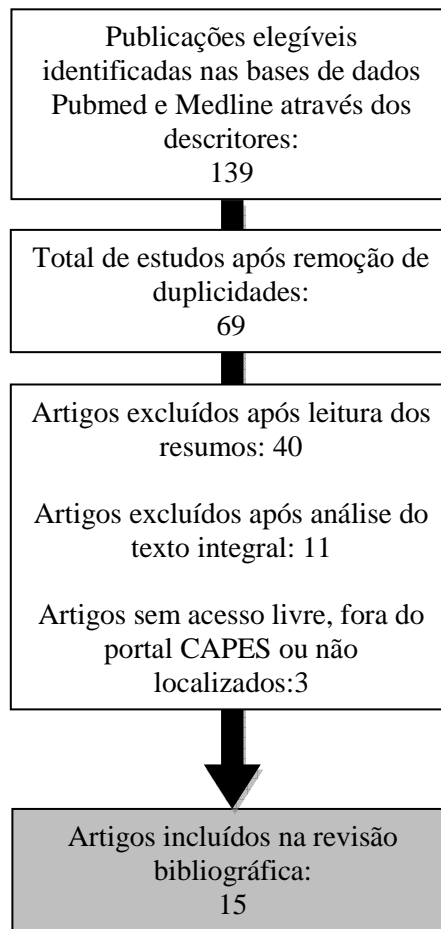 Publicações elegíveis
identificadas nas bases de dados
Pubmed e Medline através dos
descritores:
139
Total de estudos após remoção de
duplicidades:
69
Artigos excluídos após leitura dos
resumos: 40
Artigos excluídos após análise do
texto integral: 11
Artigos sem acesso livre, fora do
portal CAPES ou não
localizados:3
Artigos incluídos na revisão
bibliográfica:
15